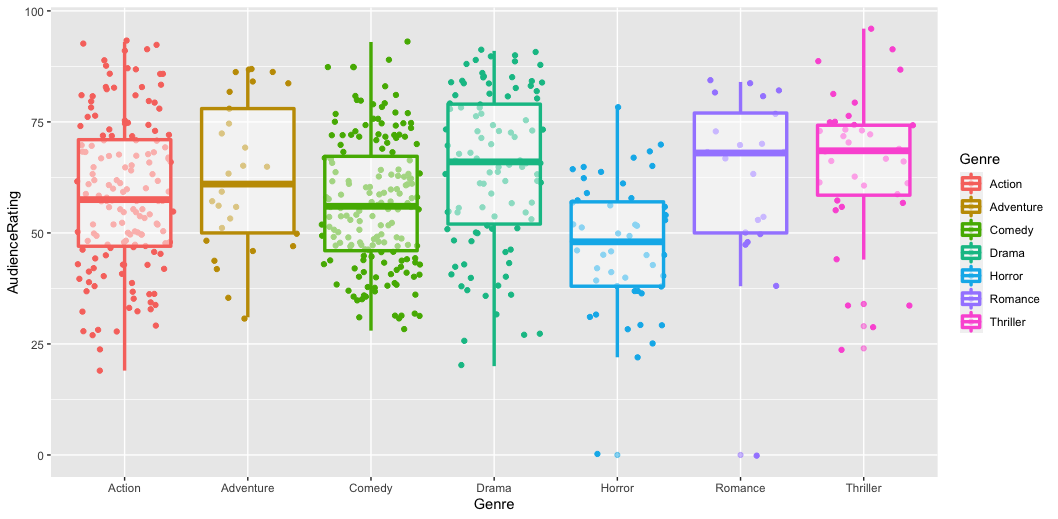 100
75
50
25
0
AudienceRating
Action Adventure Comedy Drama Horror Romance Thriller
Genre
Genre
Action
Adventure
Comedy
Drama
Horror
Romance
Thriller